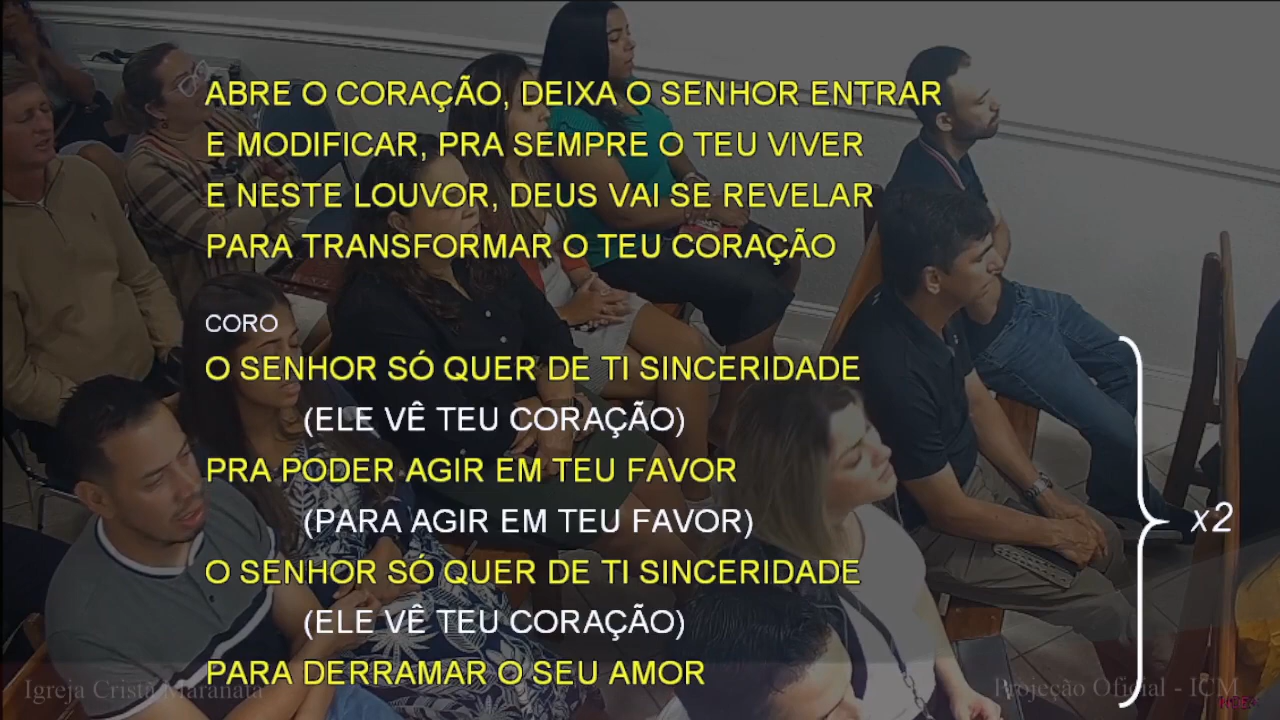 ABRE O CORAÇÃO, DEIXA O SENHOR ENTRAR
E MODIFICAR, PRA SEMPRE O TEU VIVER
E NESTE LOUVOR, DEUS VAI SE REVELAR
PARA TRANSFORMAR O TEU CORAÇÃO
CORO
O SENHOR SÓ QUER DE TI SINCERIDADE
(ELE VÊ TEU CORAÇÃO)
PRA PODER AGIR EM TEU FAVOR
(PARA AGIR EM TEU FAVOR)
x2
O SENHOR SÓ QUER DE TI SINCERIDADE
(ELE VÊ TEU CORAÇÃO)
PARA DERRAMAR O SEU AMOR
Igreja Cristã Maranata
Projeção Oficial - ICM